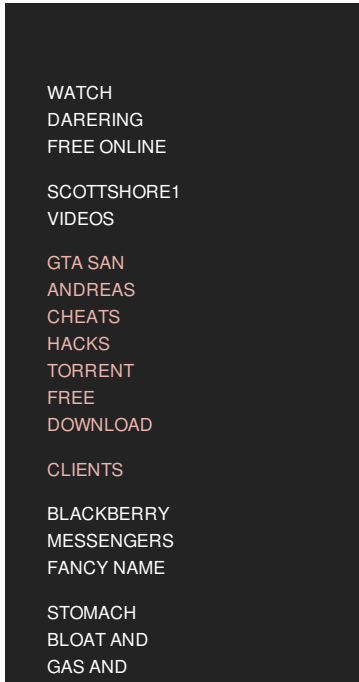 WATCH
DARERING
FREE ONLINE
SCOTTSHORE1
VIDEOS
GTA SAN
ANDREAS
CHEATS
HACKS
TORRENT
FREE
DOWNLOAD
CLIENTS
BLACKBERRY
MESSENGERS
FANCY NAME
STOMACH
BLOAT AND
GAS AND